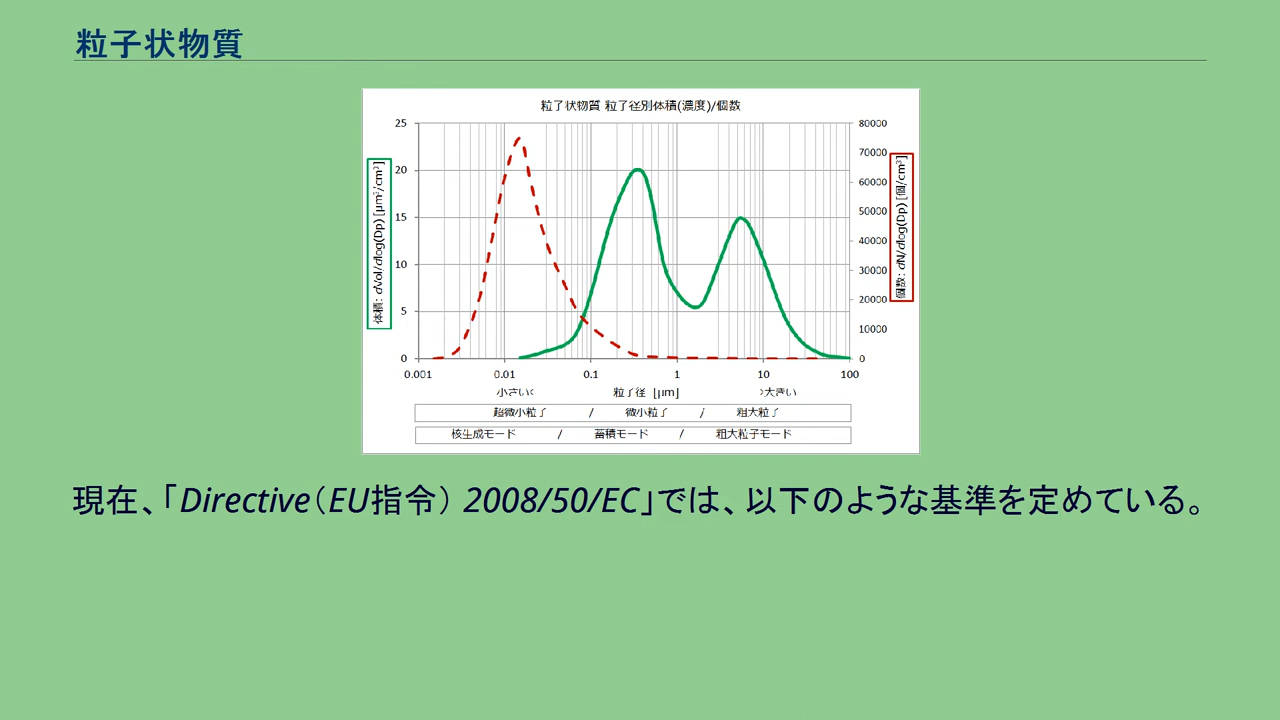 粒子状物質
粒子状物質 粒子径別体積(濃度)/個数
25
20
15
10
5
0
体積: dVol/dlog(Dp) [µm³/cm³]
80000
70000
60000
50000
40000
30000
20000
10000
0
個数: dN/dlog(Dp) [個/cm³]
0.001 0.01 0.1 1 10 100
小さい< 粒子径 [µm] >大きい
超微小粒子 / 微小粒子 / 粗大粒子
核生成モード / 蓄積モード / 粗大粒子モード
現在、「Directive（EU指令） 2008/50/EC」では、以下のような基準を定めている。